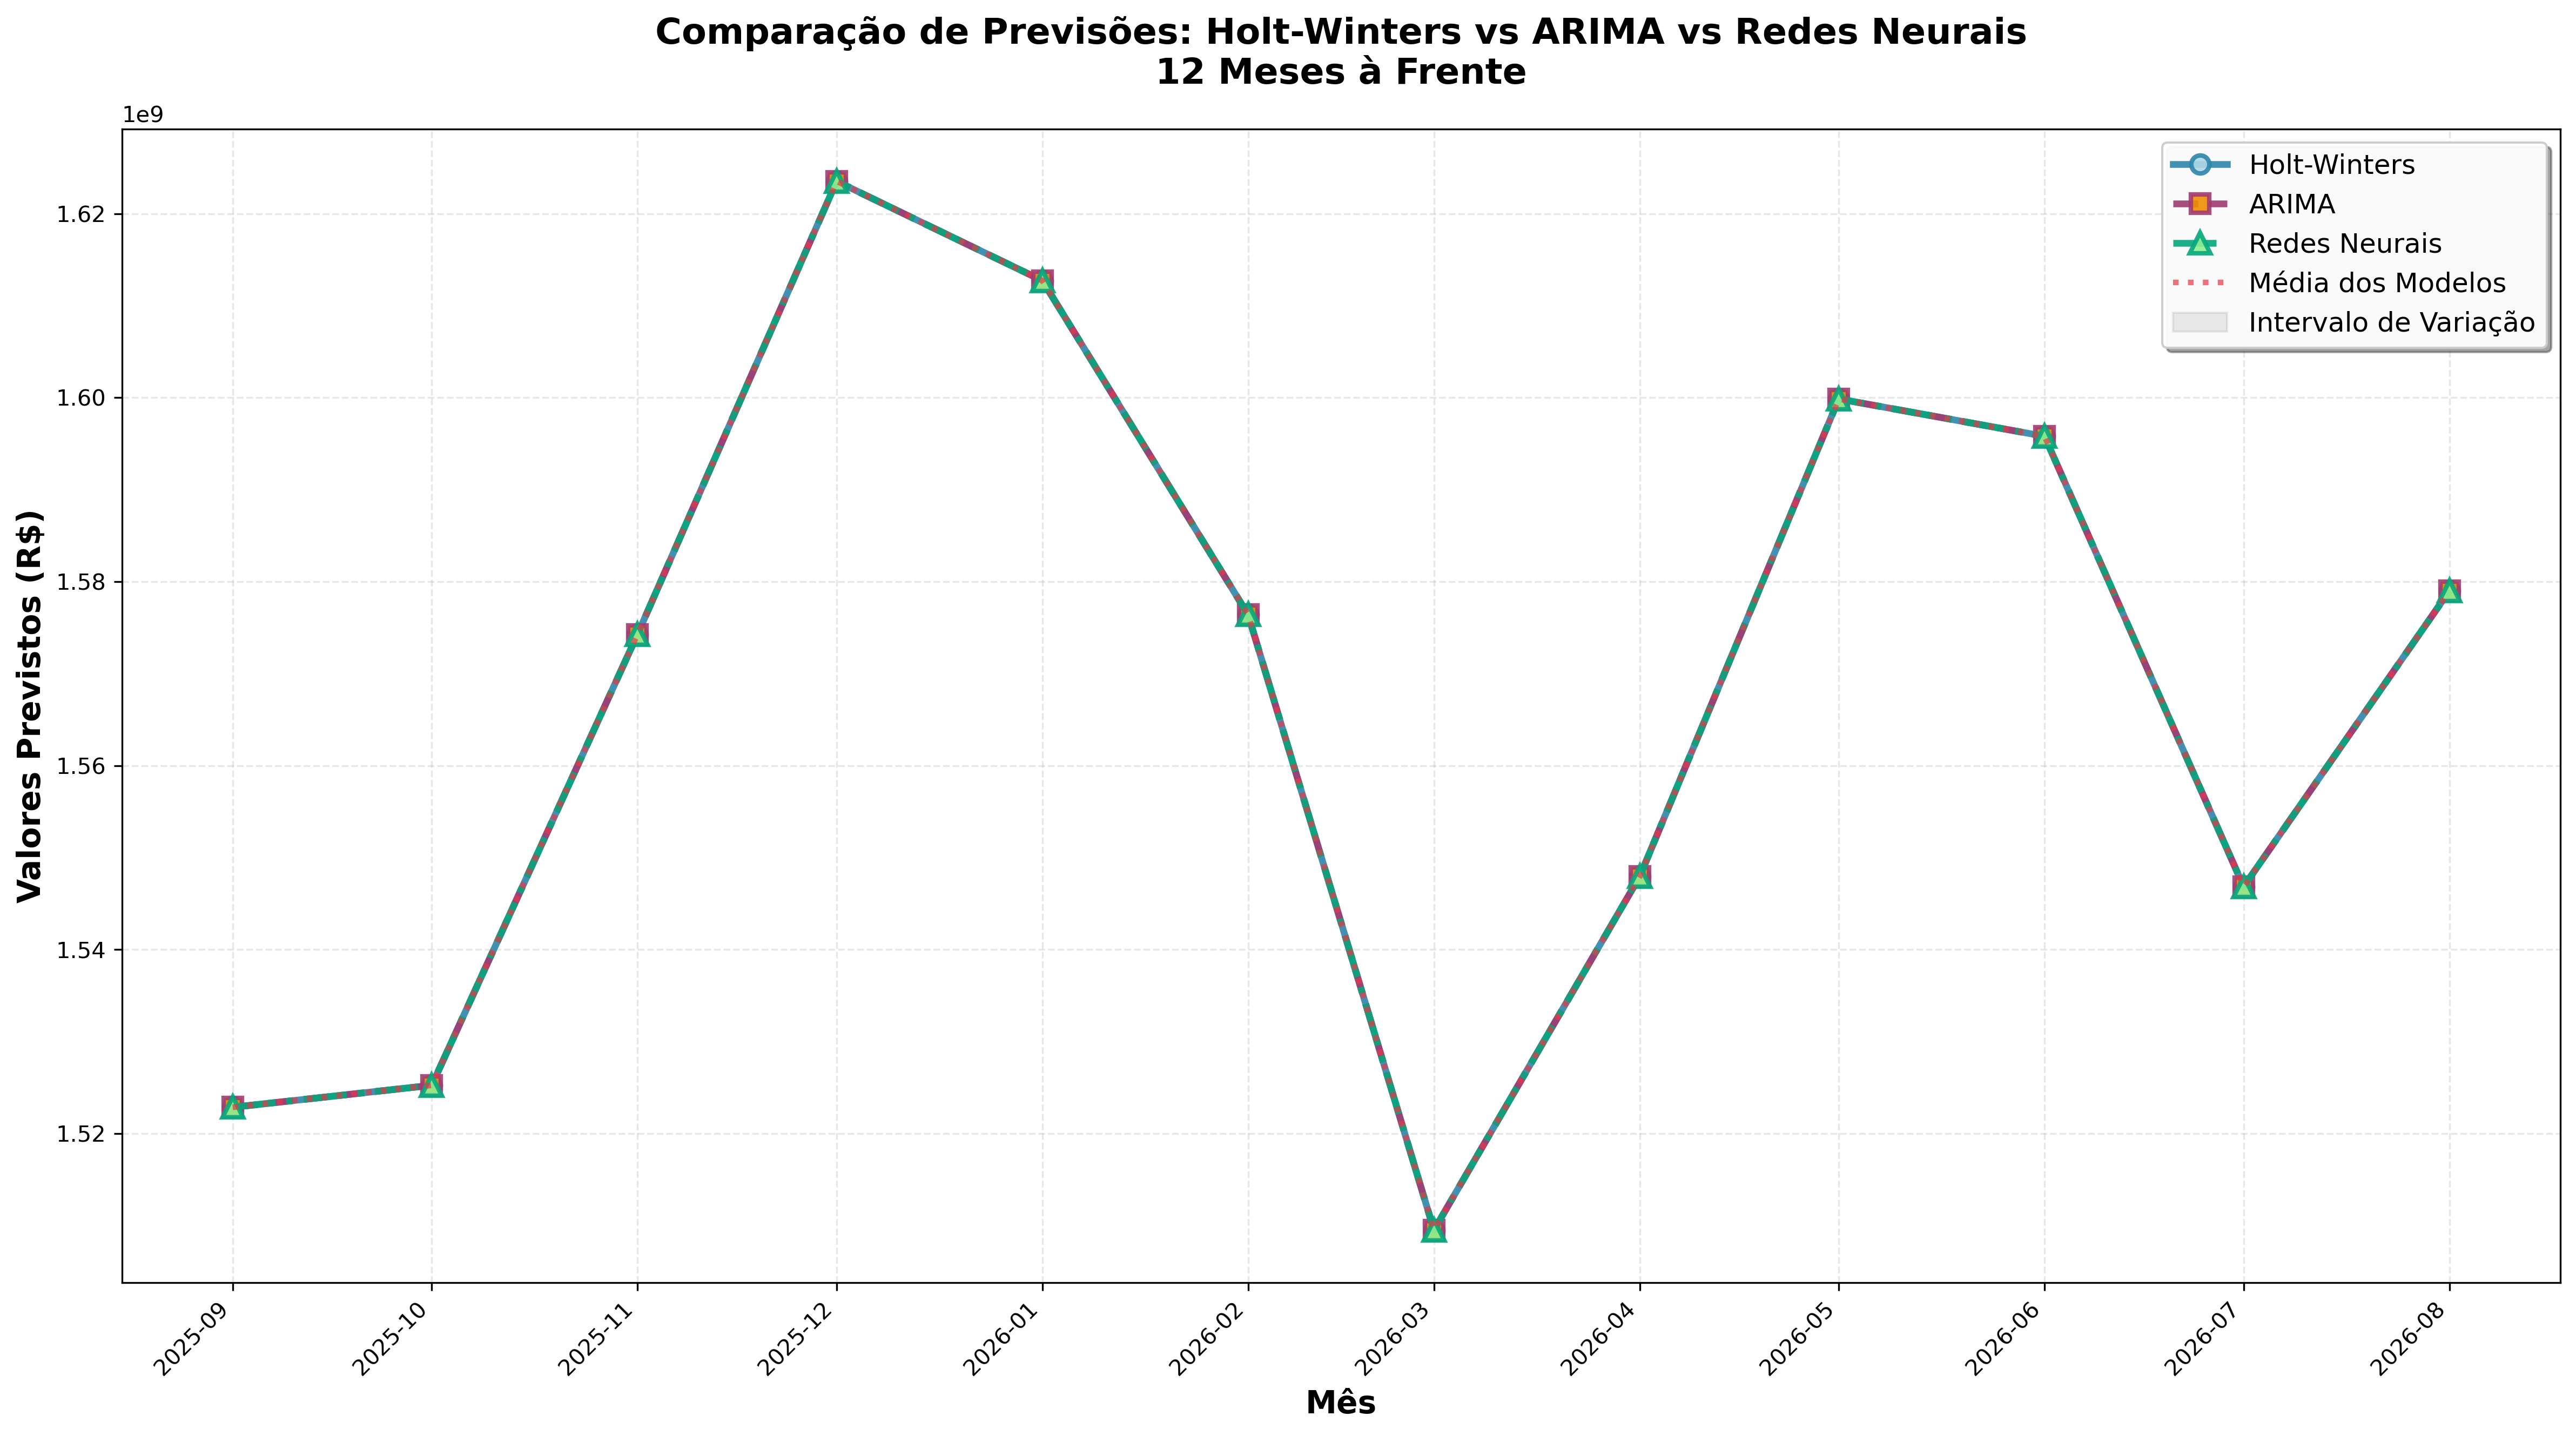 Comparação de Previsões: Holt-Winters vs ARIMA vs Redes Neurais
12 Meses à Frente
1e9
Holt-Winters
ARIMA
Redes Neurais
Média dos Modelos
Intervalo de Variação
Valores Previstos (R$)
1.62
1.60
1.58
1.56
1.54
1.52
2025-09
2025-10
2025-11
2025-12
2026-01
2026-02
2026-03
2026-04
2026-05
2026-06
2026-07
2026-08
Mês